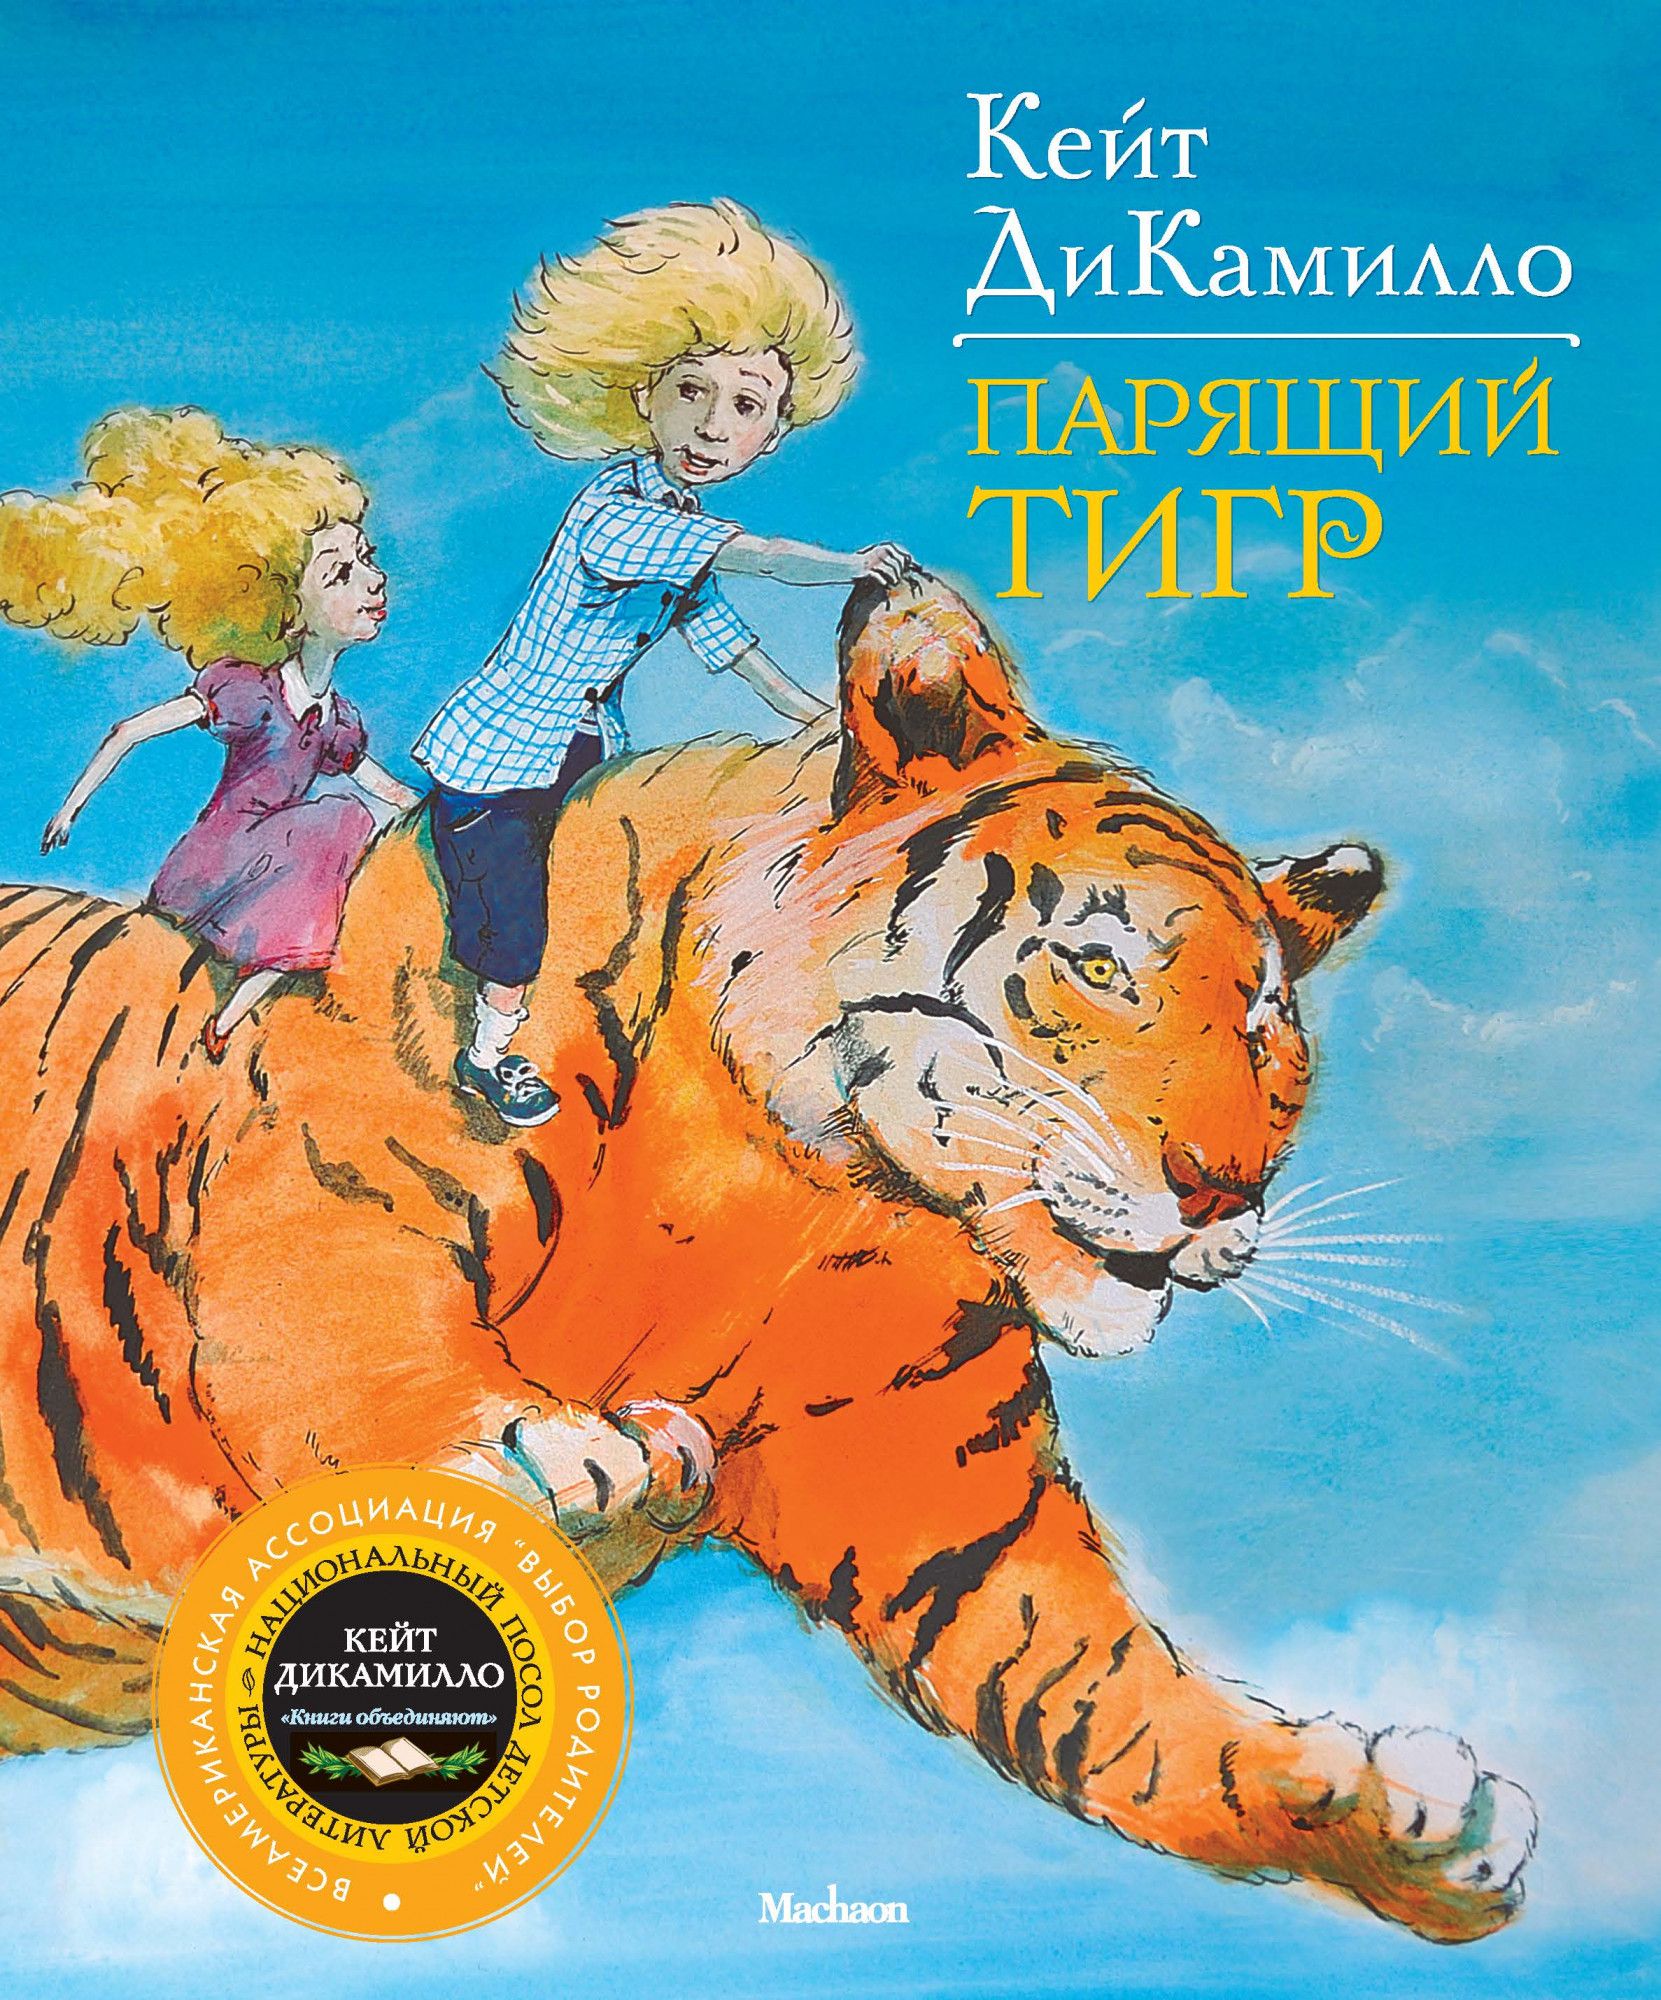 Кейт
ДиКамилло
ПАРЯЩИЙ
ТИГР
ВСЕАМЕРИКАНСКАЯ АССОЦИАЦИЯ "ВЫБОР РОДИТЕЛЕЙ"
НАЦИОНАЛЬНЫЙ ПОСОЛ ДЕТСКОЙ ЛИТЕРАТУРЫ
КЕЙТ
ДИКАМИЛЛО
«Книги объединяют»
Machaon